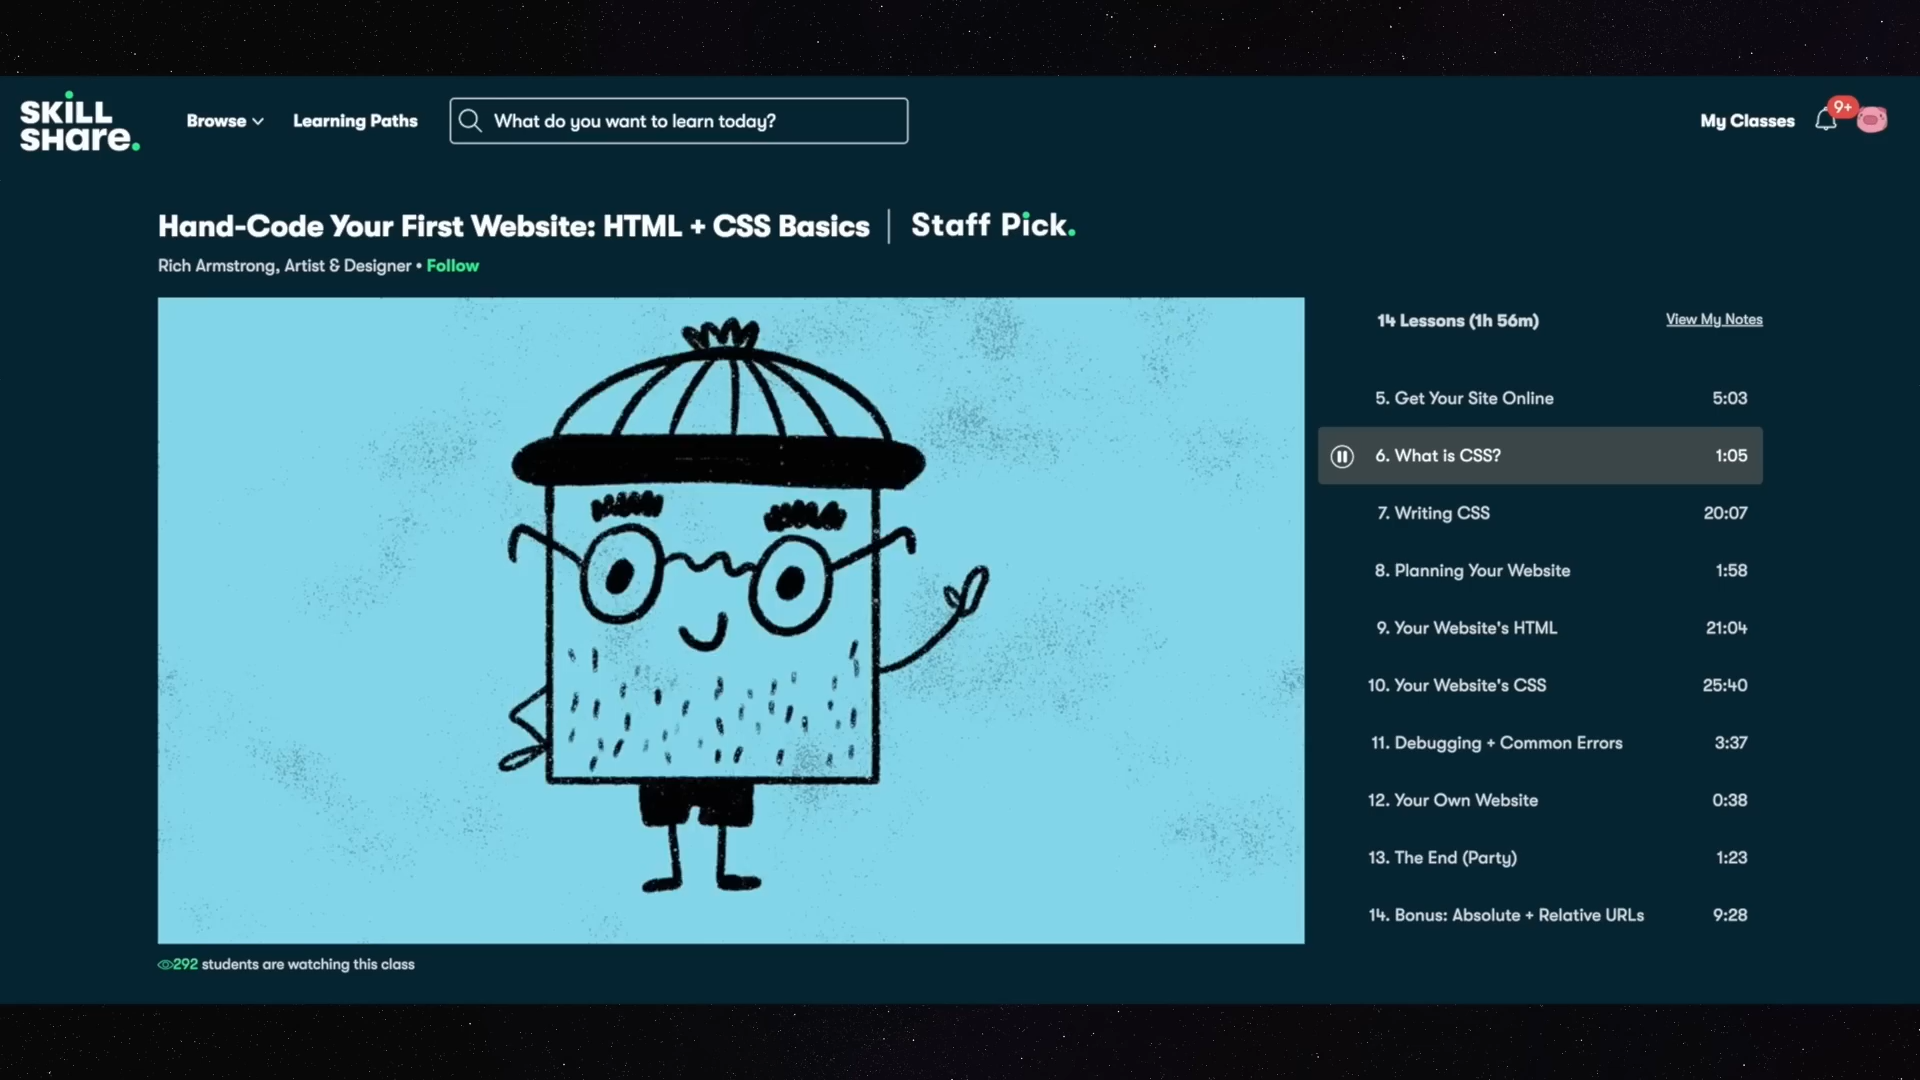 SKiLL
SHare.
Browse
Learning Paths
What do you want to learn today?
My Classes
9+
Hand-Code Your First Website: HTML + CSS Basics
Staff Pick.
Rich Armstrong, Artist & Designer • Follow
14 Lessons (1h 56m)
View My Notes
5. Get Your Site Online 5:03
6. What is CSS? 1:05
7. Writing CSS 20:07
8. Planning Your Website 1:58
9. Your Website's HTML 21:04
10. Your Website's CSS 25:40
11. Debugging + Common Errors 3:37
12. Your Own Website 0:38
13. The End (Party) 1:23
14. Bonus: Absolute + Relative URLs 9:28
292 students are watching this class